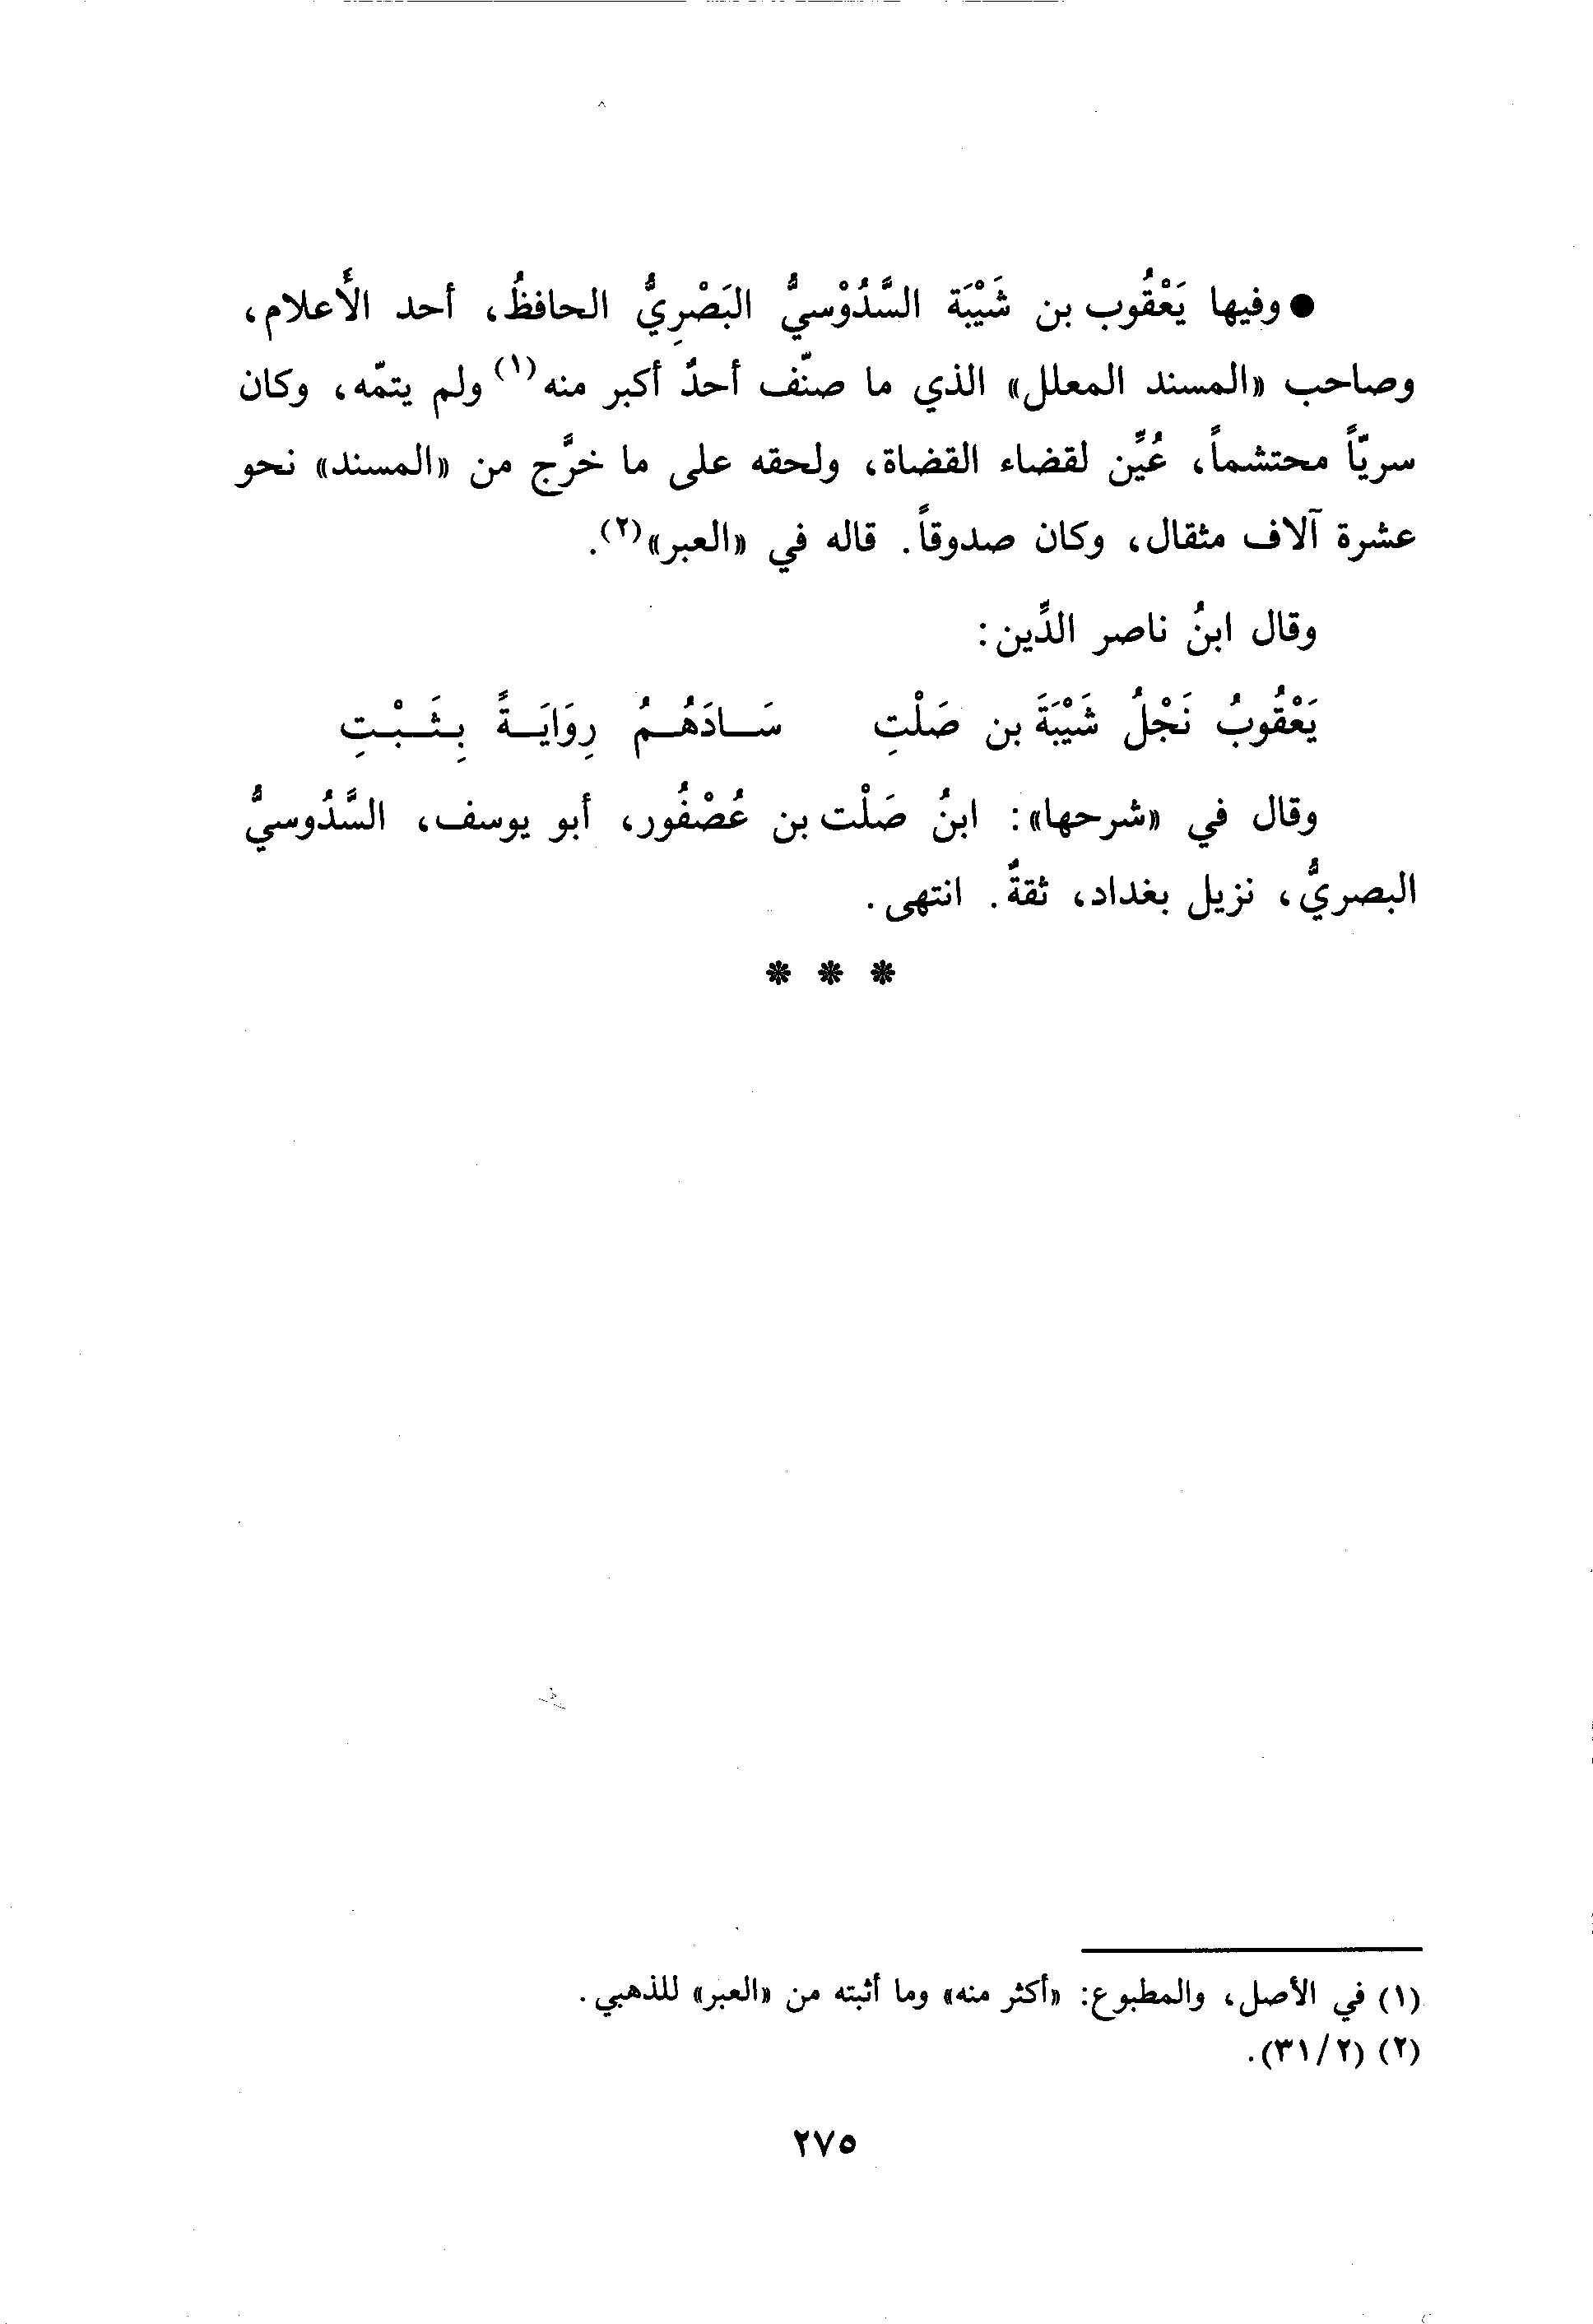 ● وفيها يَعْقُوب بن شَيْبَة السَّدُوْسيُّ البَصْرِيُّ الحافظُ، أحد الأَعلام،
وصاحب «المسند المعلل» الذي ما صنّف أحدٌ أكبر منه(١) ولم يتمّه، وكان
سريّاً محتشماً، عُيِّن لقضاء القضاة، ولحقه على ما خرَّج من «المسند» نحو
عشرة آلاف مثقال، وكان صدوقاً. قاله في «العبر»(٢).
وقال ابنُ ناصر الدِّين:
يَعْقُوبُ نَجْلُ شَيْبَةَ بن صَلْتِ سَادَهُمُ رِوَايَةً بِثَبْتِ
وقال في «شرحها»: ابنُ صَلْت بن عُصْفُور، أبو يوسف، السَّدُوسيُّ
البصريُّ، نزيل بغداد، ثقةٌ. انتهى.
* * *
(١) في الأصل، والمطبوع: «أكثر منه» وما أثبته من «العبر» للذهبي.
(٢) (٣١/٢).
٢٧٥